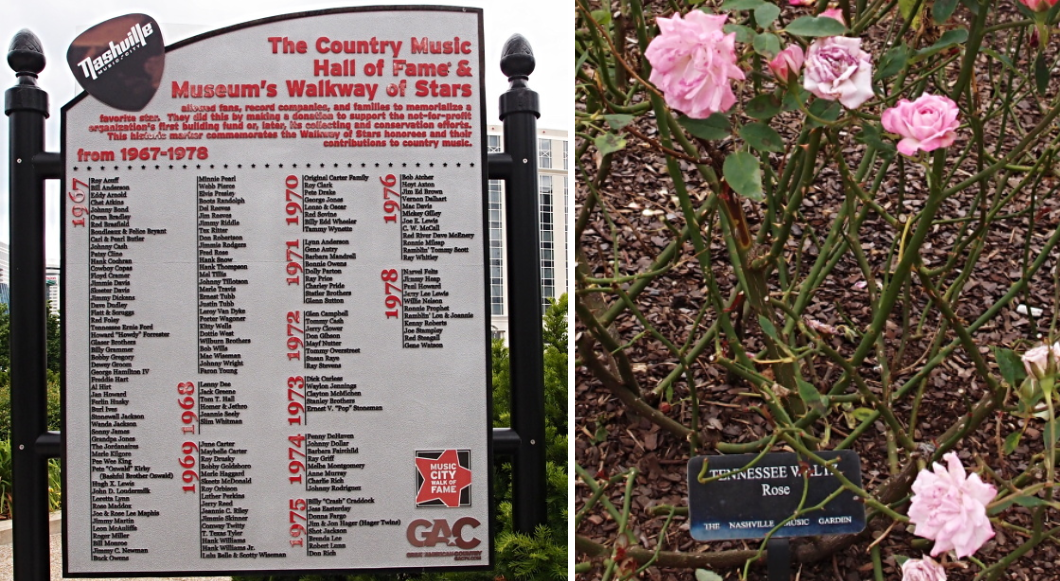 Nashville
MUSIC CITY
The Country Music
Hall of Fame &
Museum's Walkway of Stars
allowed fans, record companies, and families to memorialize a
favorite star. They did this by making a donation to support the not-for-profit
organization's first building fund or, later, its collecting and conservation efforts.
This historic marker commemorates the Walkway of Stars honorees and their
contributions to country music.
from 1967-1978
1967
Roy Acuff
Bill Anderson
Eddy Arnold
Chet Atkins
Johnny Bond
Owen Bradley
Rod Brasfield
Boudleaux & Felice Bryant
Carl & Pearl Butler
Johnny Cash
Patsy Cline
Hank Cochran
Cowboy Copas
Floyd Cramer
Jimmie Davis
Skeeter Davis
Jimmy Dickens
Dave Dudley
Flatt & Scruggs
Red Foley
Tennessee Ernie Ford
Howard "Howdy" Forrester
Glaser Brothers
Billy Grammer
Bobby Gregory
Dewey Groom
George Hamilton IV
Freddie Hart
Al Hirt
Jan Howard
Ferlin Husky
Burl Ives
Stonewall Jackson
Wanda Jackson
Sonny James
Grandpa Jones
The Jordanaires
Merle Kilgore
Pee Wee King
Pete "Oswald" Kirby
(Bashful Brother Oswald)
Hugh X. Lewis
John D. Loudermilk
Loretta Lynn
Rose Maddox
Joe & Rose Lee Maphis
Jimmy Martin
Leon McAuliffe
Roger Miller
Bill Monroe
Jimmy C. Newman
Buck Owens
Minnie Pearl
Webb Pierce
Elvis Presley
Boots Randolph
Del Reeves
Jim Reeves
Jimmy Riddle
Tex Ritter
Don Robertson
Jimmie Rodgers
Fred Rose
Hank Snow
Hank Thompson
Mel Tillis
Johnny Tillotson
Merle Travis
Ernest Tubb
Justin Tubb
Leroy Van Dyke
Porter Wagoner
Kitty Wells
Dottie West
Wilburn Brothers
Bob Wills
Mac Wiseman
Johnny Wright
Faron Young
1968
Lenny Dee
Jack Greene
Tom T. Hall
Homer & Jethro
Jeannie Seely
Slim Whitman
1969
June Carter
Maybelle Carter
Roy Drusky
Bobby Goldsboro
Merle Haggard
Skeets McDonald
Roy Orbison
Luther Perkins
Jerry Reed
Jeannie C. Riley
Jimmie Skinner
Conway Twitty
T. Texas Tyler
Hank Williams
Hank Williams Jr.
Lulu Belle & Scotty Wiseman
1970
Original Carter Family
Roy Clark
Pete Drake
George Jones
Lonzo & Oscar
Red Sovine
Billy Edd Wheeler
Tammy Wynette
1971
Lynn Anderson
Gene Autry
Barbara Mandrell
Bonnie Owens
Dolly Parton
Ray Price
Charley Pride
Statler Brothers
Glenn Sutton
1972
Glen Campbell
Tommy Cash
Jerry Clower
Don Gibson
Mayf Nutter
Tommy Overstreet
Susan Raye
Ray Stevens
1973
Dick Curless
Waylon Jennings
Clayton McMichen
Stanley Brothers
Ernest V. "Pop" Stoneman
1974
Penny DeHaven
Johnny Dollar
Barbara Fairchild
Ray Griff
Melba Montgomery
Anne Murray
Charlie Rich
Johnny Rodriguez
1975
Billy "Crash" Craddock
Jess Easterday
Donna Fargo
Jim & Jon Hager (Hager Twins)
Shot Jackson
Brenda Lee
Robert Lunn
Don Rich
1976
Bob Atcher
Hoyt Axton
Jim Ed Brown
Vernon Dalhart
Mac Davis
Mickey Gilley
Joe E. Lewis
C. W. McCall
Red River Dave McEnery
Ronnie Milsap
Ramblin' Tommy Scott
Ray Whitley
1978
Narvel Felts
Jimmy Heap
Paul Howard
Jerry Lee Lewis
Willie Nelson
Ronnie Prophet
Ramblin' Lou & Joanie
Kenny Roberts
Joe Stampley
Red Steagall
Gene Watson
MUSIC
CITY
WALK OF
FAME
GAC
GREAT AMERICAN COUNTRY
TENNESSEE WALTZ
Rose
THE NASHVILLE MUSIC GARDEN